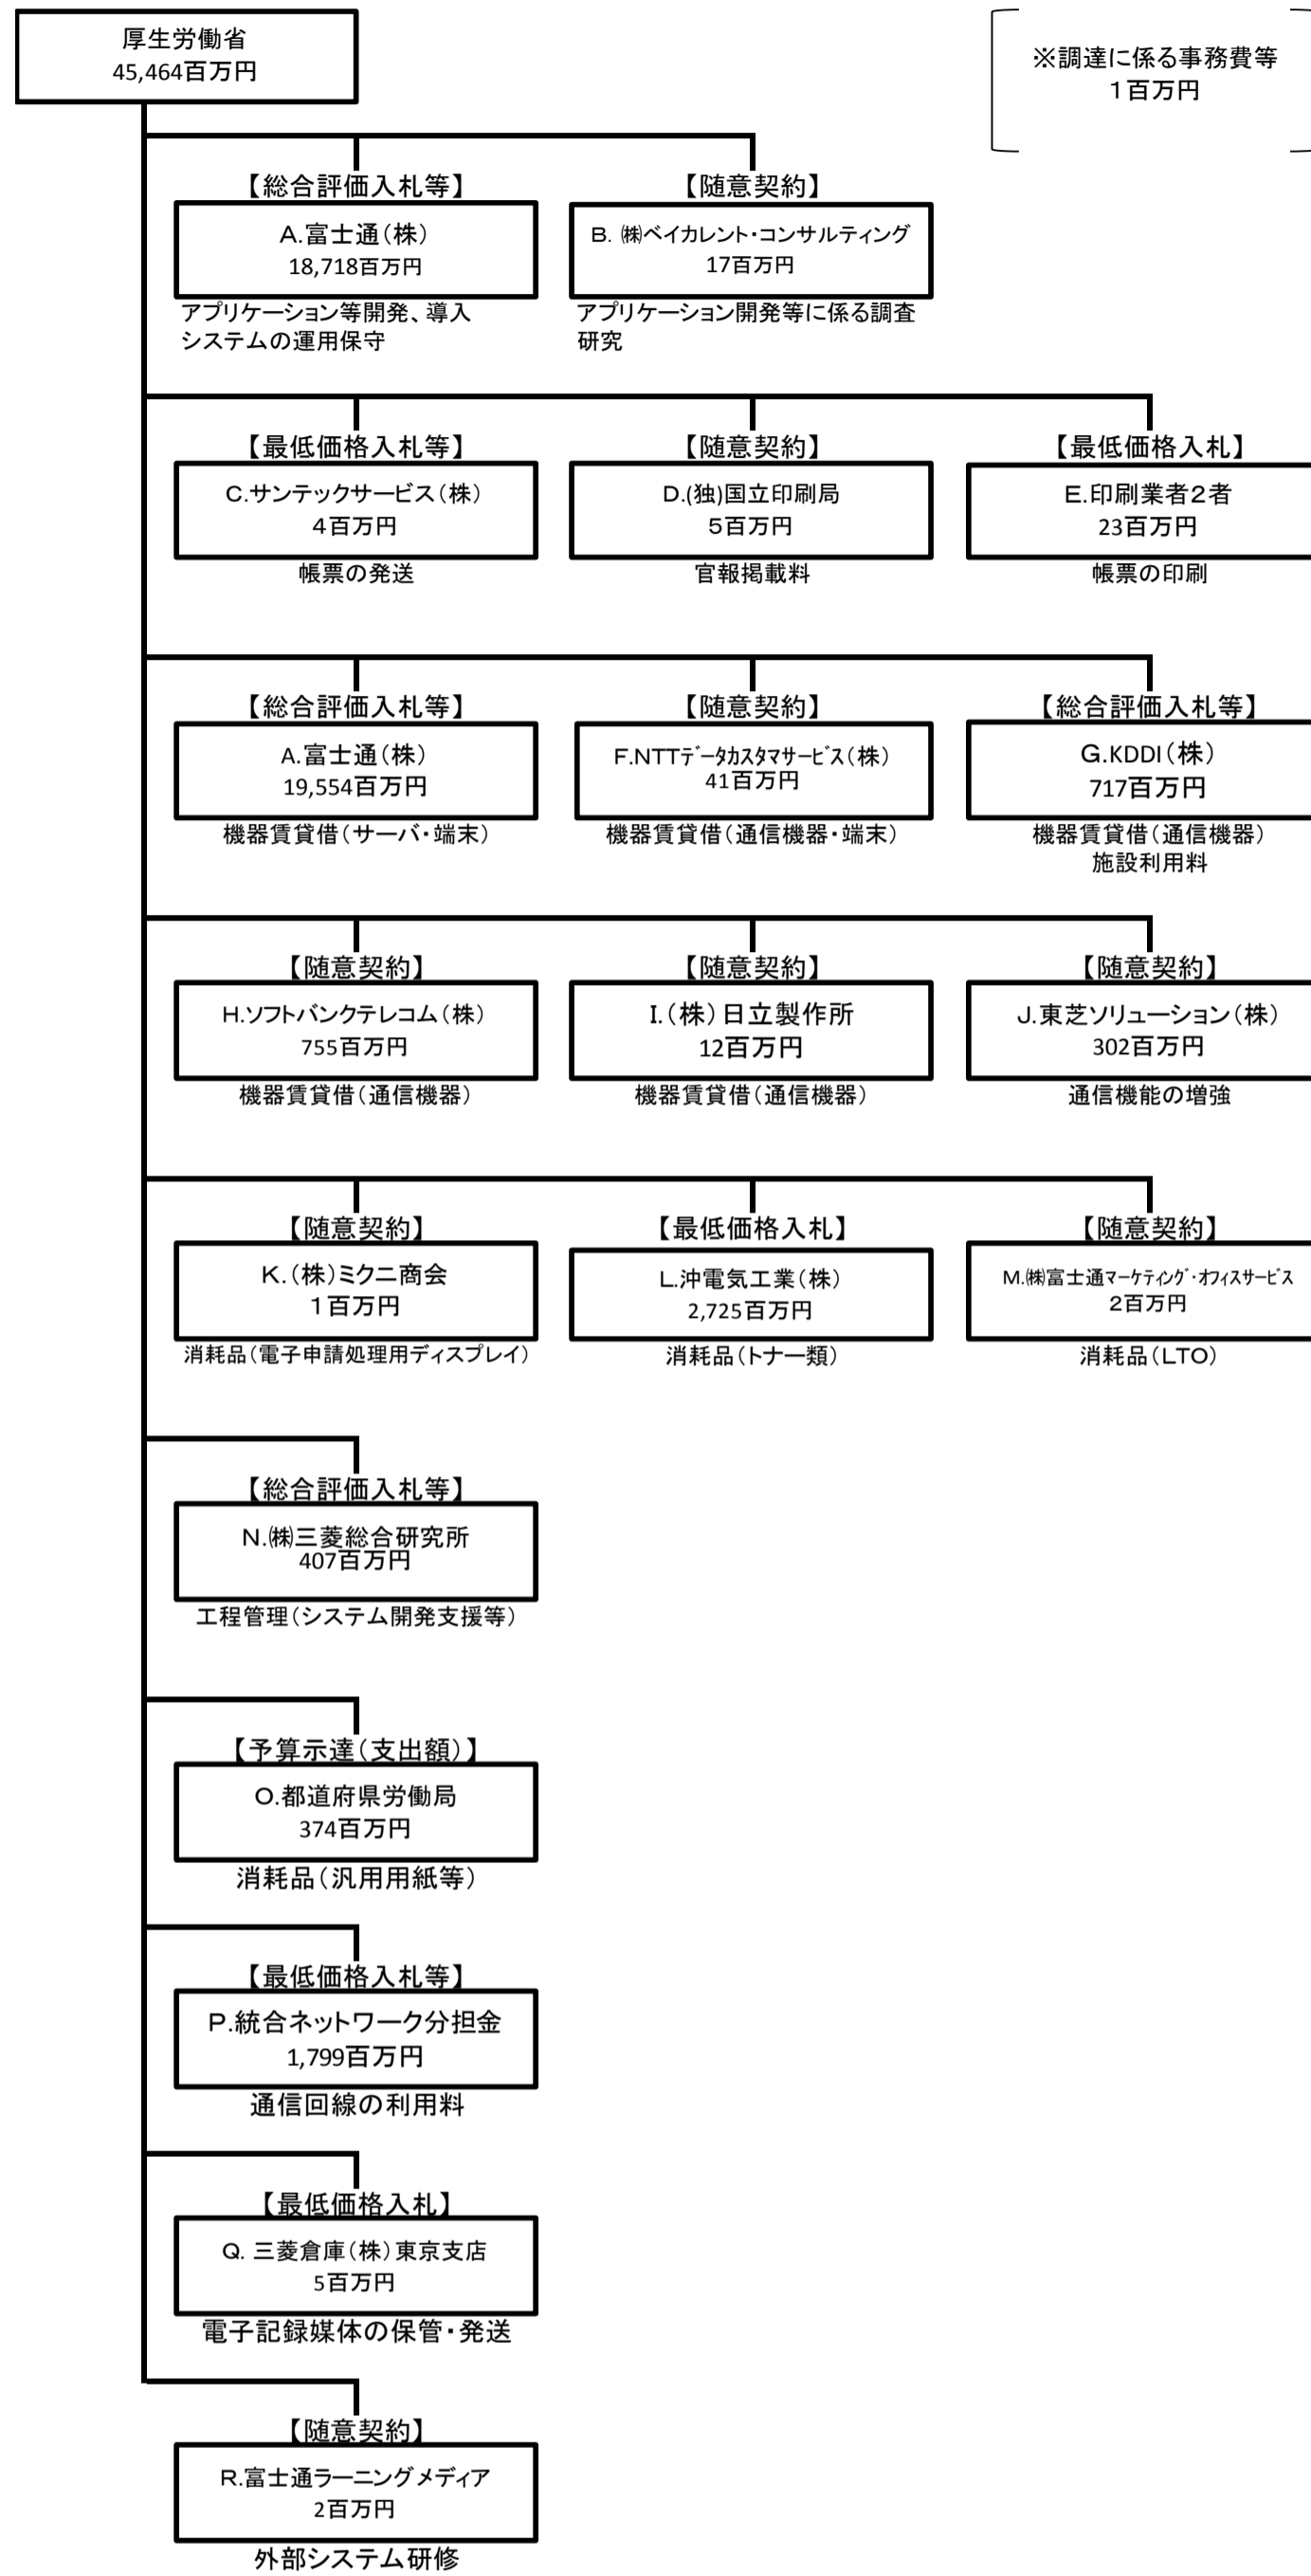 厚生労働省
45,464百万円
※調達に係る事務費等
1百万円
【総合評価入札等】
【随意契約】
A.富士通(株)
18,718百万円
B. ㈱ベイカレント・コンサルティング
17百万円
アプリケーション等開発、導入
システムの運用保守
アプリケーション開発等に係る調査
研究
【最低価格入札等】
【随意契約】
【最低価格入札】
C.サンテックサービス(株)
4百万円
D.(独)国立印刷局
5百万円
E.印刷業者2者
23百万円
帳票の発送
官報掲載料
帳票の印刷
【総合評価入札等】
【随意契約】
【総合評価入札等】
A.富士通(株)
19,554百万円
F.NTTデータカスタマサービス(株)
41百万円
G.KDDI(株)
717百万円
機器賃貸借(サーバ・端末)
機器賃貸借(通信機器・端末)
機器賃貸借(通信機器)
施設利用料
【随意契約】
【随意契約】
【随意契約】
H.ソフトバンクテレコム(株)
755百万円
I.(株)日立製作所
12百万円
J.東芝ソリューション(株)
302百万円
機器賃貸借(通信機器)
機器賃貸借(通信機器)
通信機能の増強
【随意契約】
【最低価格入札】
【随意契約】
K.(株)ミクニ商会
1百万円
L.沖電気工業(株)
2,725百万円
M.㈱富士通マーケティング・オフィスサービス
2百万円
消耗品(電子申請処理用ディスプレイ)
消耗品(トナー類)
消耗品(LTO)
【総合評価入札等】
N.㈱三菱総合研究所
407百万円
工程管理(システム開発支援等)
【予算示達(支出額)】
O.都道府県労働局
374百万円
消耗品(汎用用紙等)
【最低価格入札等】
P.統合ネットワーク分担金
1,799百万円
通信回線の利用料
【最低価格入札】
Q. 三菱倉庫(株)東京支店
5百万円
電子記録媒体の保管・発送
【随意契約】
R.富士通ラーニングメディア
2百万円
外部システム研修